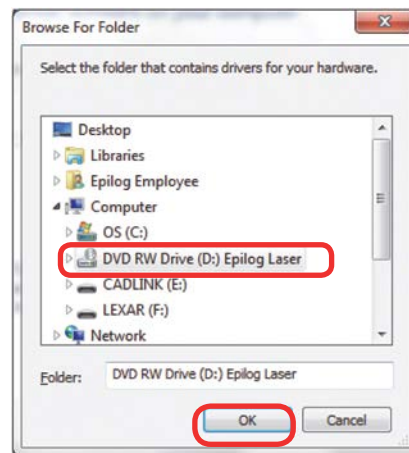 Browse For Folder
Select the folder that contains drivers for your hardware.
Desktop
Libraries
Epilog Employee
Computer
OS (C:)
DVD RW Drive (D:) Epilog Laser
CADLINK (E:)
LEXAR (F:)
Network
Folder: DVD RW Drive (D:) Epilog Laser
OK Cancel